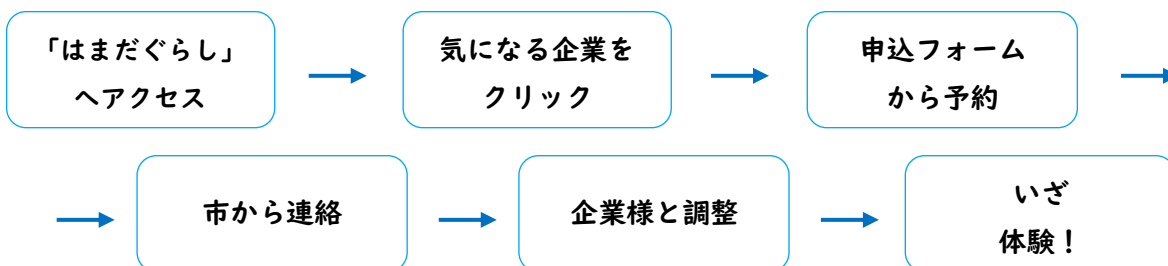 「はまだぐらし」
へアクセス
気になる企業を
クリック
申込フォーム
から予約
市から連絡
企業様と調整
いざ
体験！